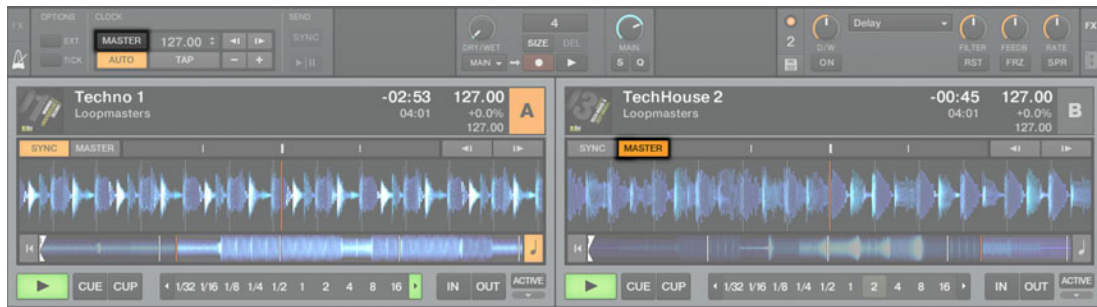 FX
OPTIONS
CLOCK
SEND
EXT
MASTER
127.00
SYNC
TICK
AUTO
TAP
DRY/WET
4
SIZE
DEL
MAIN
MAIN
S
Q
2
D/W
ON
Delay
FILTER
FEEDB
RATE
RST
FRZ
SPR
FX
Techno 1
-02:53
127.00
A
Loopmasters
04:01
+0.0%
127.00
SYNC
MASTER
CUE
CUP
1/32 1/16 1/8 1/4 1/2 1 2 4 8 16
IN
OUT
ACTIVE
TechHouse 2
-00:45
127.00
B
Loopmasters
04:01
+0.0%
127.00
SYNC
MASTER
CUE
CUP
1/32 1/16 1/8 1/4 1/2 1 2 4 8 16
IN
OUT
ACTIVE